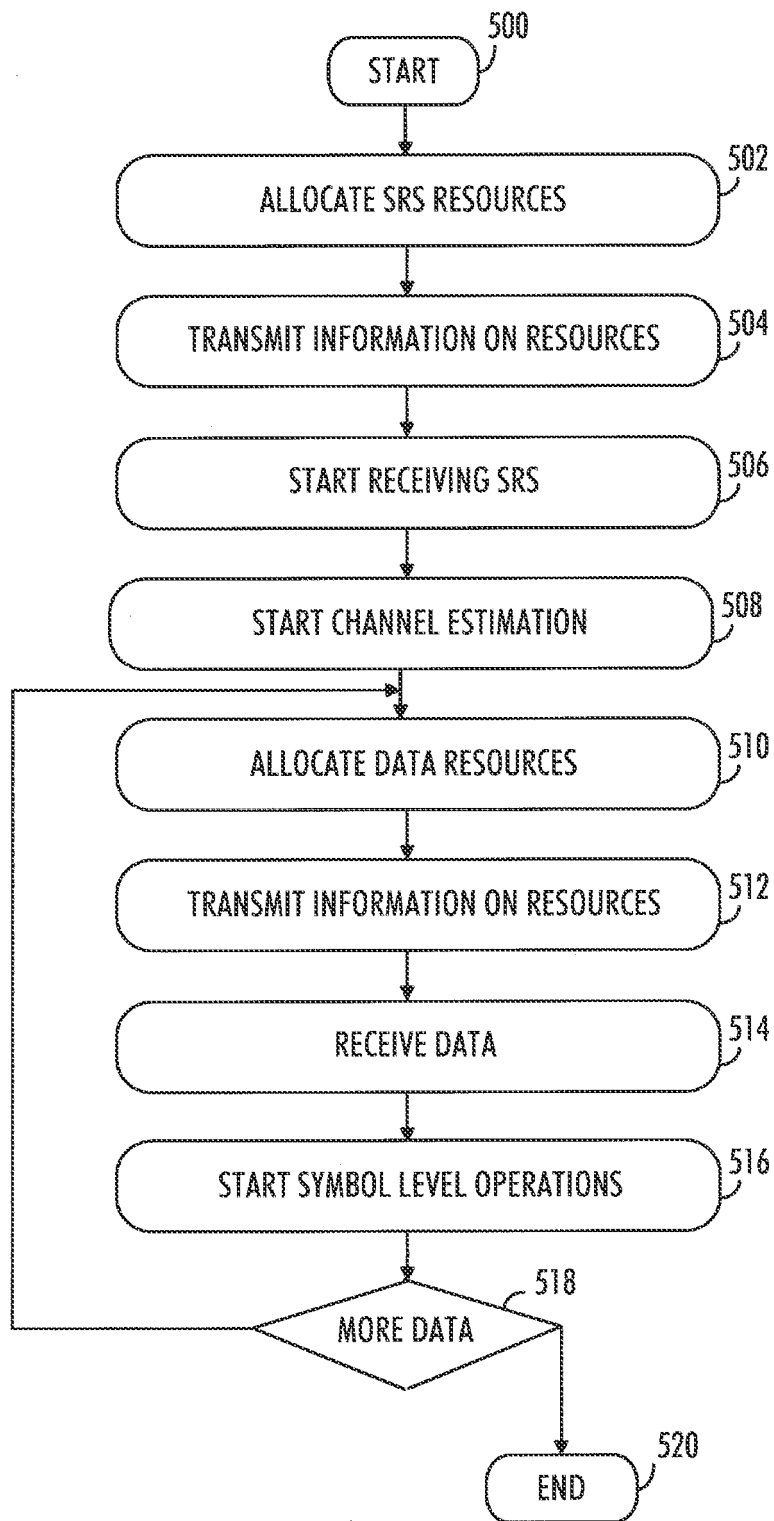 500
START
502
ALLOCATE SRS RESOURCES
TRANSMIT INFORMATION ON RESOURCES
504
START RECEIVING SRS
506
START CHANNEL ESTIMATION
508
ALLOCATE DATA RESOURCES
510
TRANSMIT INFORMATION ON RESOURCES
512
RECEIVE DATA
514
START SYMBOL LEVEL OPERATIONS
516
518
MORE DATA
520
END